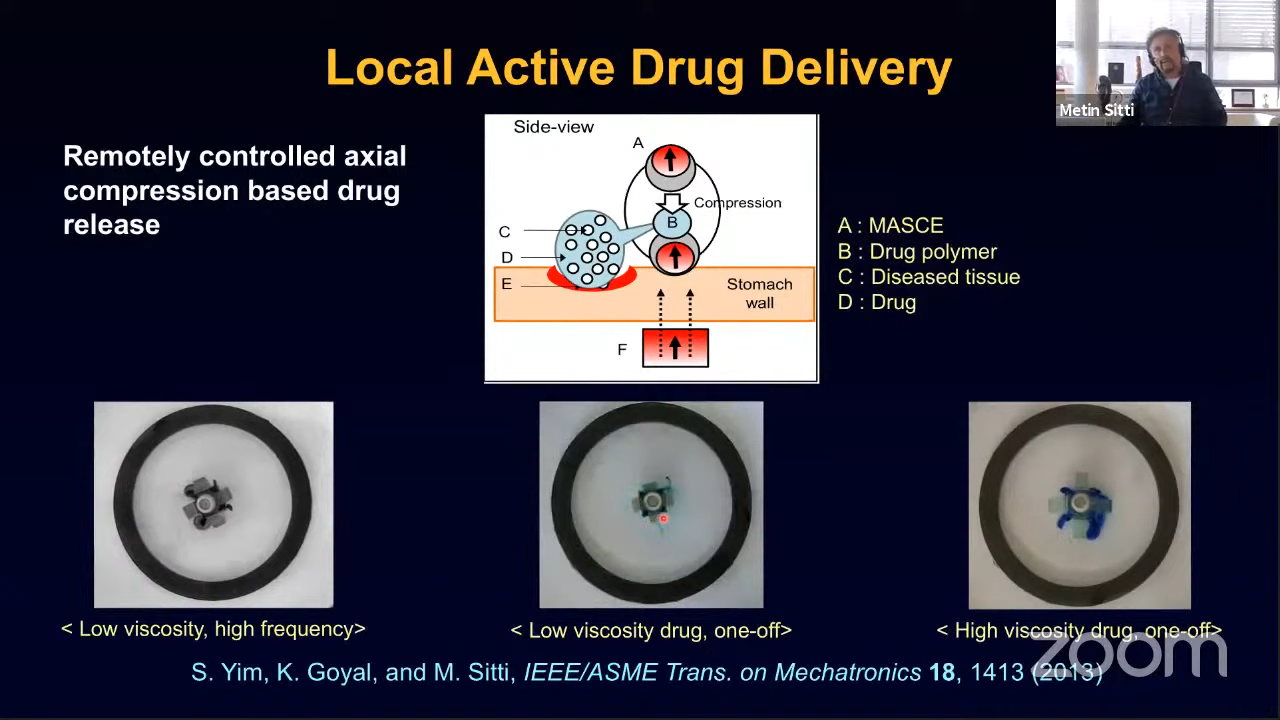 Local Active Drug Delivery
Metin Sitti
Remotely controlled axial
compression based drug
release
Side-view
A
Compression
B
C
D
E
Stomach
wall
F
A : MASCE
B : Drug polymer
C : Diseased tissue
D : Drug
< Low viscosity, high frequency>
< Low viscosity drug, one-off>
< High viscosity drug, one-off>
zoom
S. Yim, K. Goyal, and M. Sitti, IEEE/ASME Trans. on Mechatronics 18, 1413 (2013)